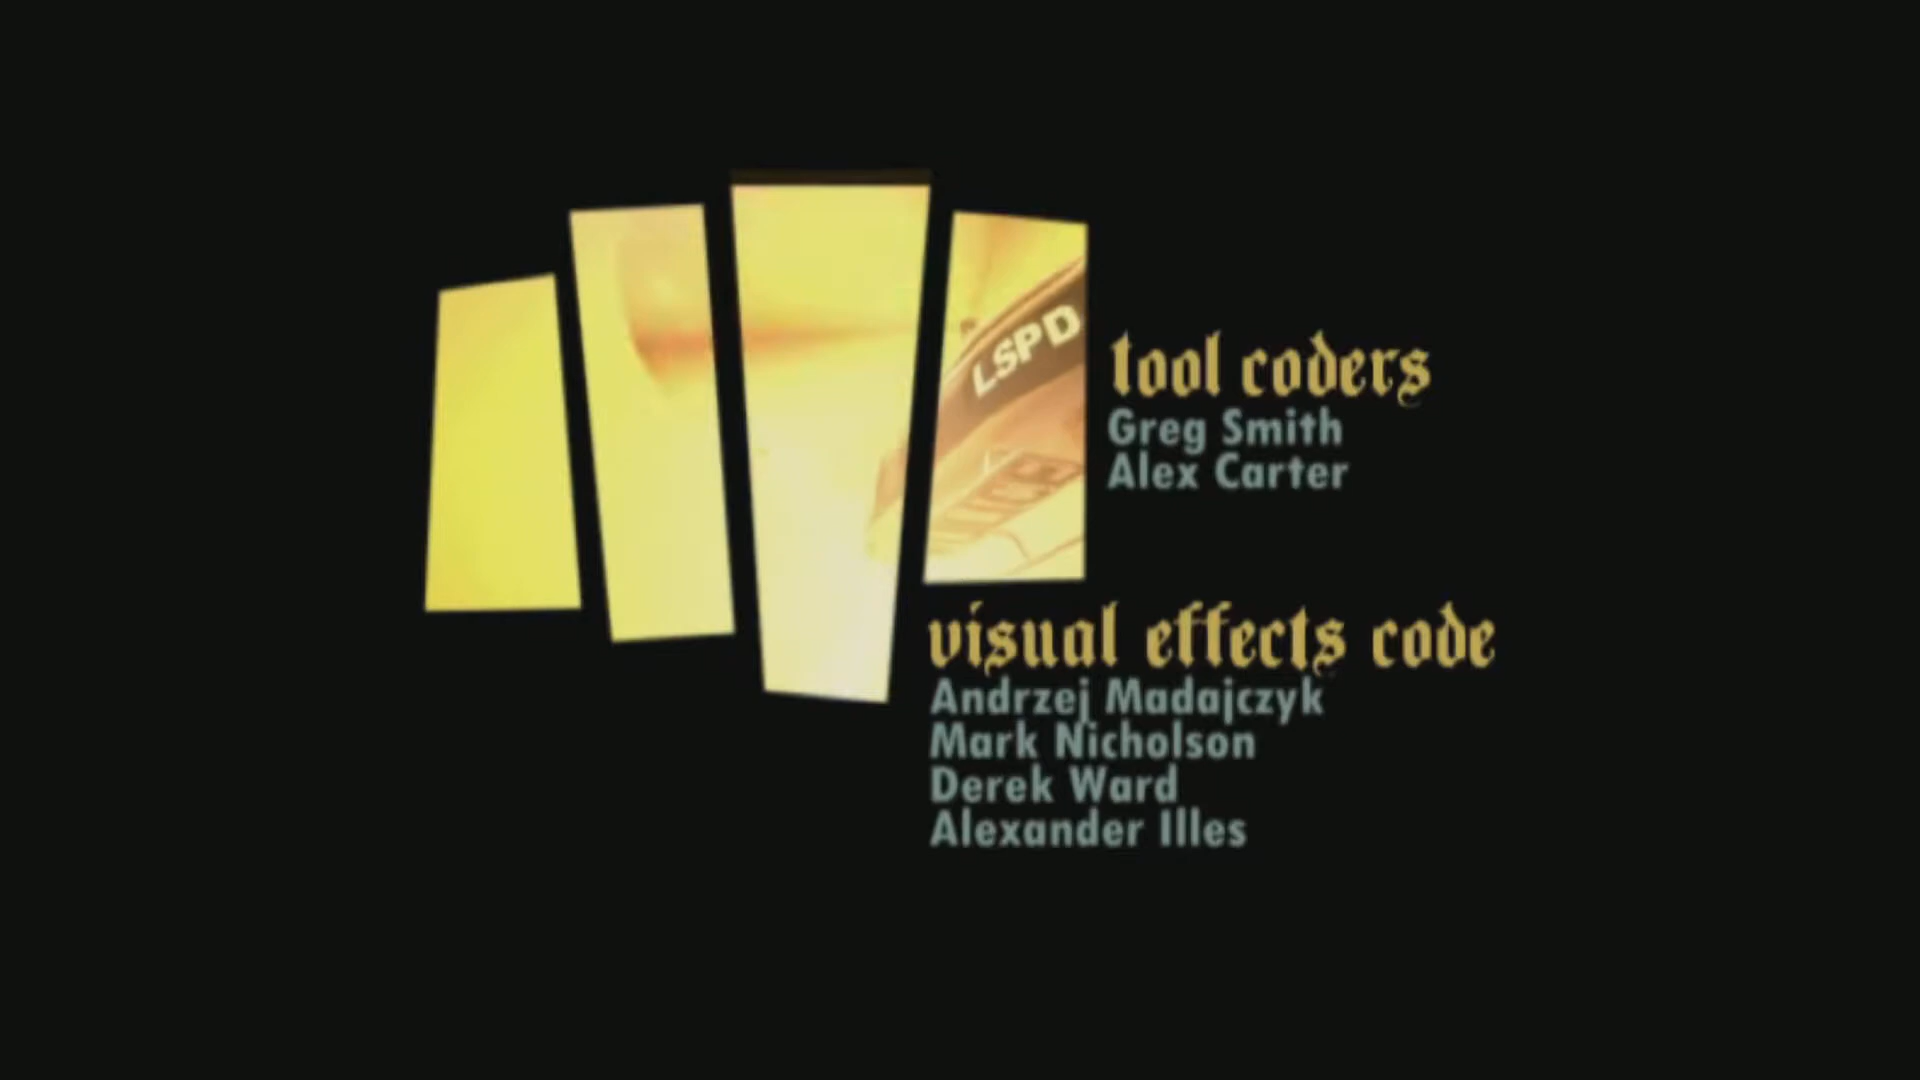 LSPD
tool coders
Greg Smith
Alex Carter
visual effects code
Andrzej Madajczyk
Mark Nicholson
Derek Ward
Alexander Illes